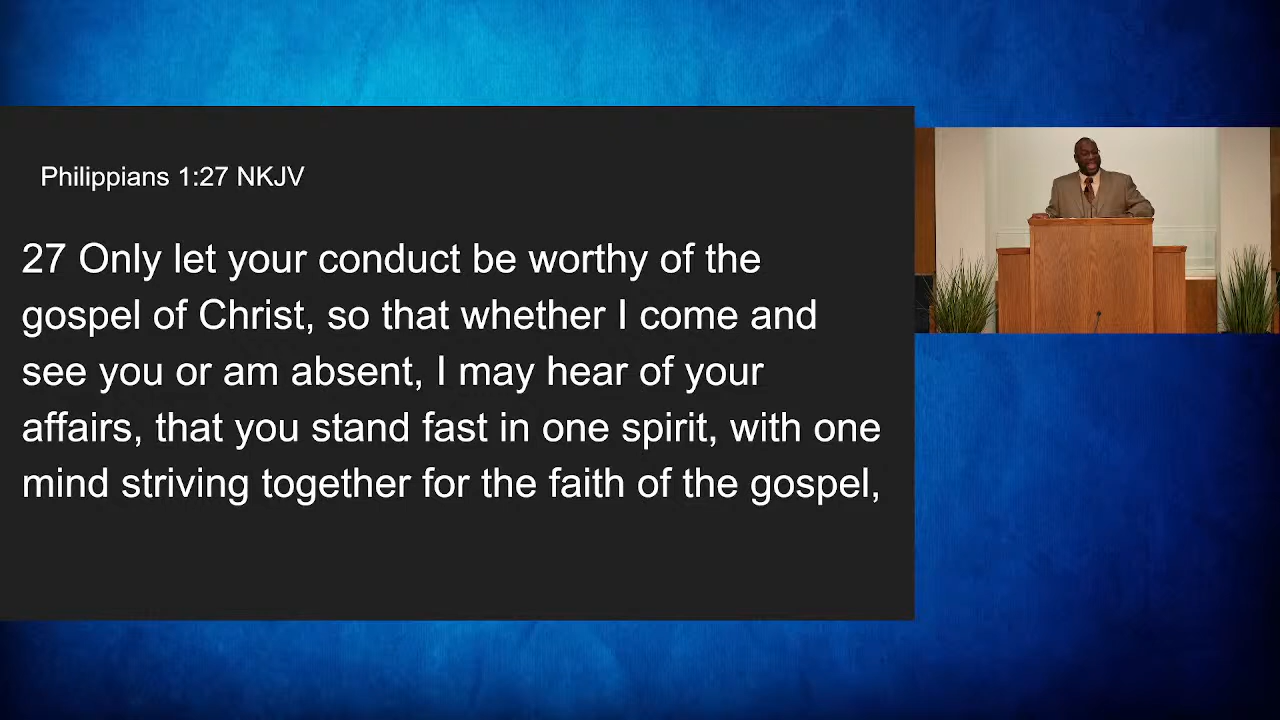 Philippians 1:27 NKJV
27 Only let your conduct be worthy of the
gospel of Christ, so that whether I come and
see you or am absent, I may hear of your
affairs, that you stand fast in one spirit, with one
mind striving together for the faith of the gospel,